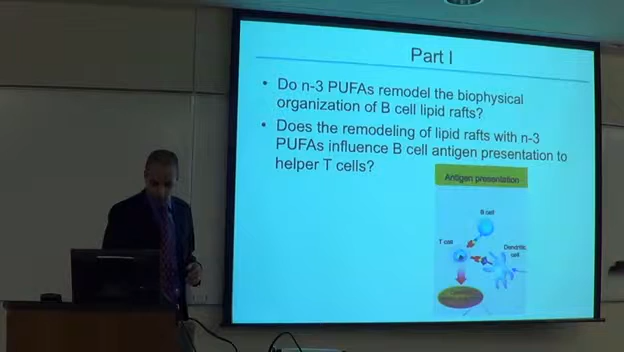 Part I
• Do n-3 PUFAs remodel the biophysical
organization of B cell lipid rafts?
• Does the remodeling of lipid rafts with n-3
PUFAs influence B cell antigen presentation to
helper T cells?
Antigen presentation
B cell
T cell
Dendritic
cell